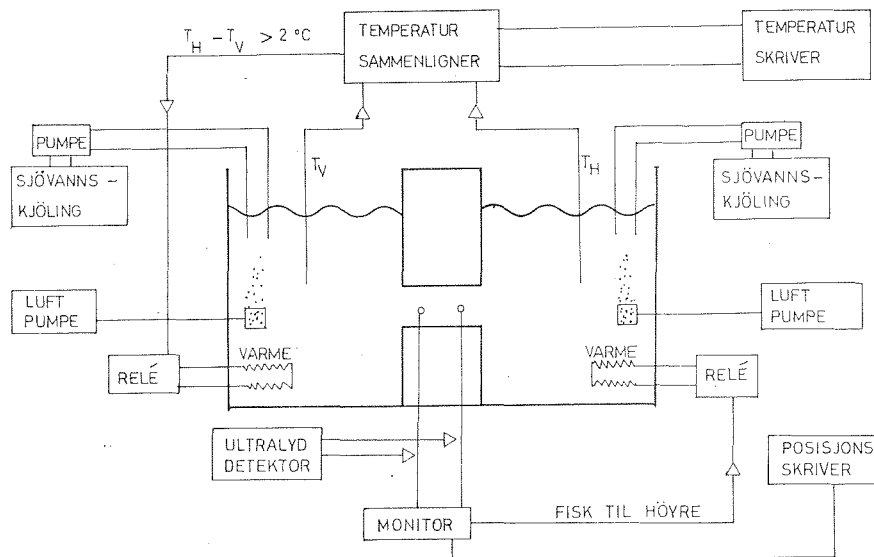 T_H - T_V > 2 °C
TEMPERATUR
SAMMENLIGNER
TEMPERATUR
SKRIVER
PUMPE
SJÖVANNS -
KJÖLING
T_V
T_H
PUMPE
SJÖVANNS-
KJÖLING
LUFT
PUMPE
LUFT
PUMPE
VARME
VARME
RELÉ
RELÉ
ULTRALYD
DETEKTOR
POSISJONS
SKRIVER
MONITOR
FISK TIL HÖYRE